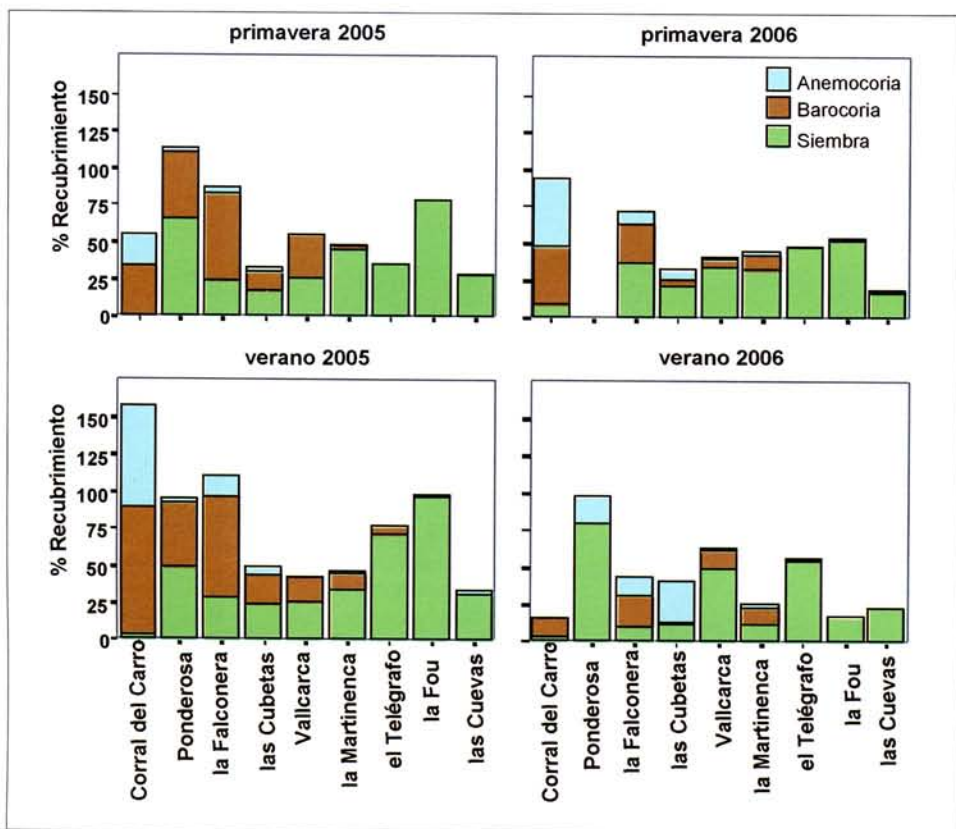 primavera 2005
primavera 2006
% Recubrimiento
150
125
100
75
50
25
0
Anemocoria
Barocoria
Siembra
verano 2005
verano 2006
% Recubrimiento
150
125
100
75
50
25
0
Corral del Carro
Ponderosa
la Falconera
las Cubetas
Vallcarca
la Martinenca
el Telégrafo
la Fou
las Cuevas
Corral del Carro
Ponderosa
la Falconera
las Cubetas
Vallcarca
la Martinenca
el Telégrafo
la Fou
las Cuevas